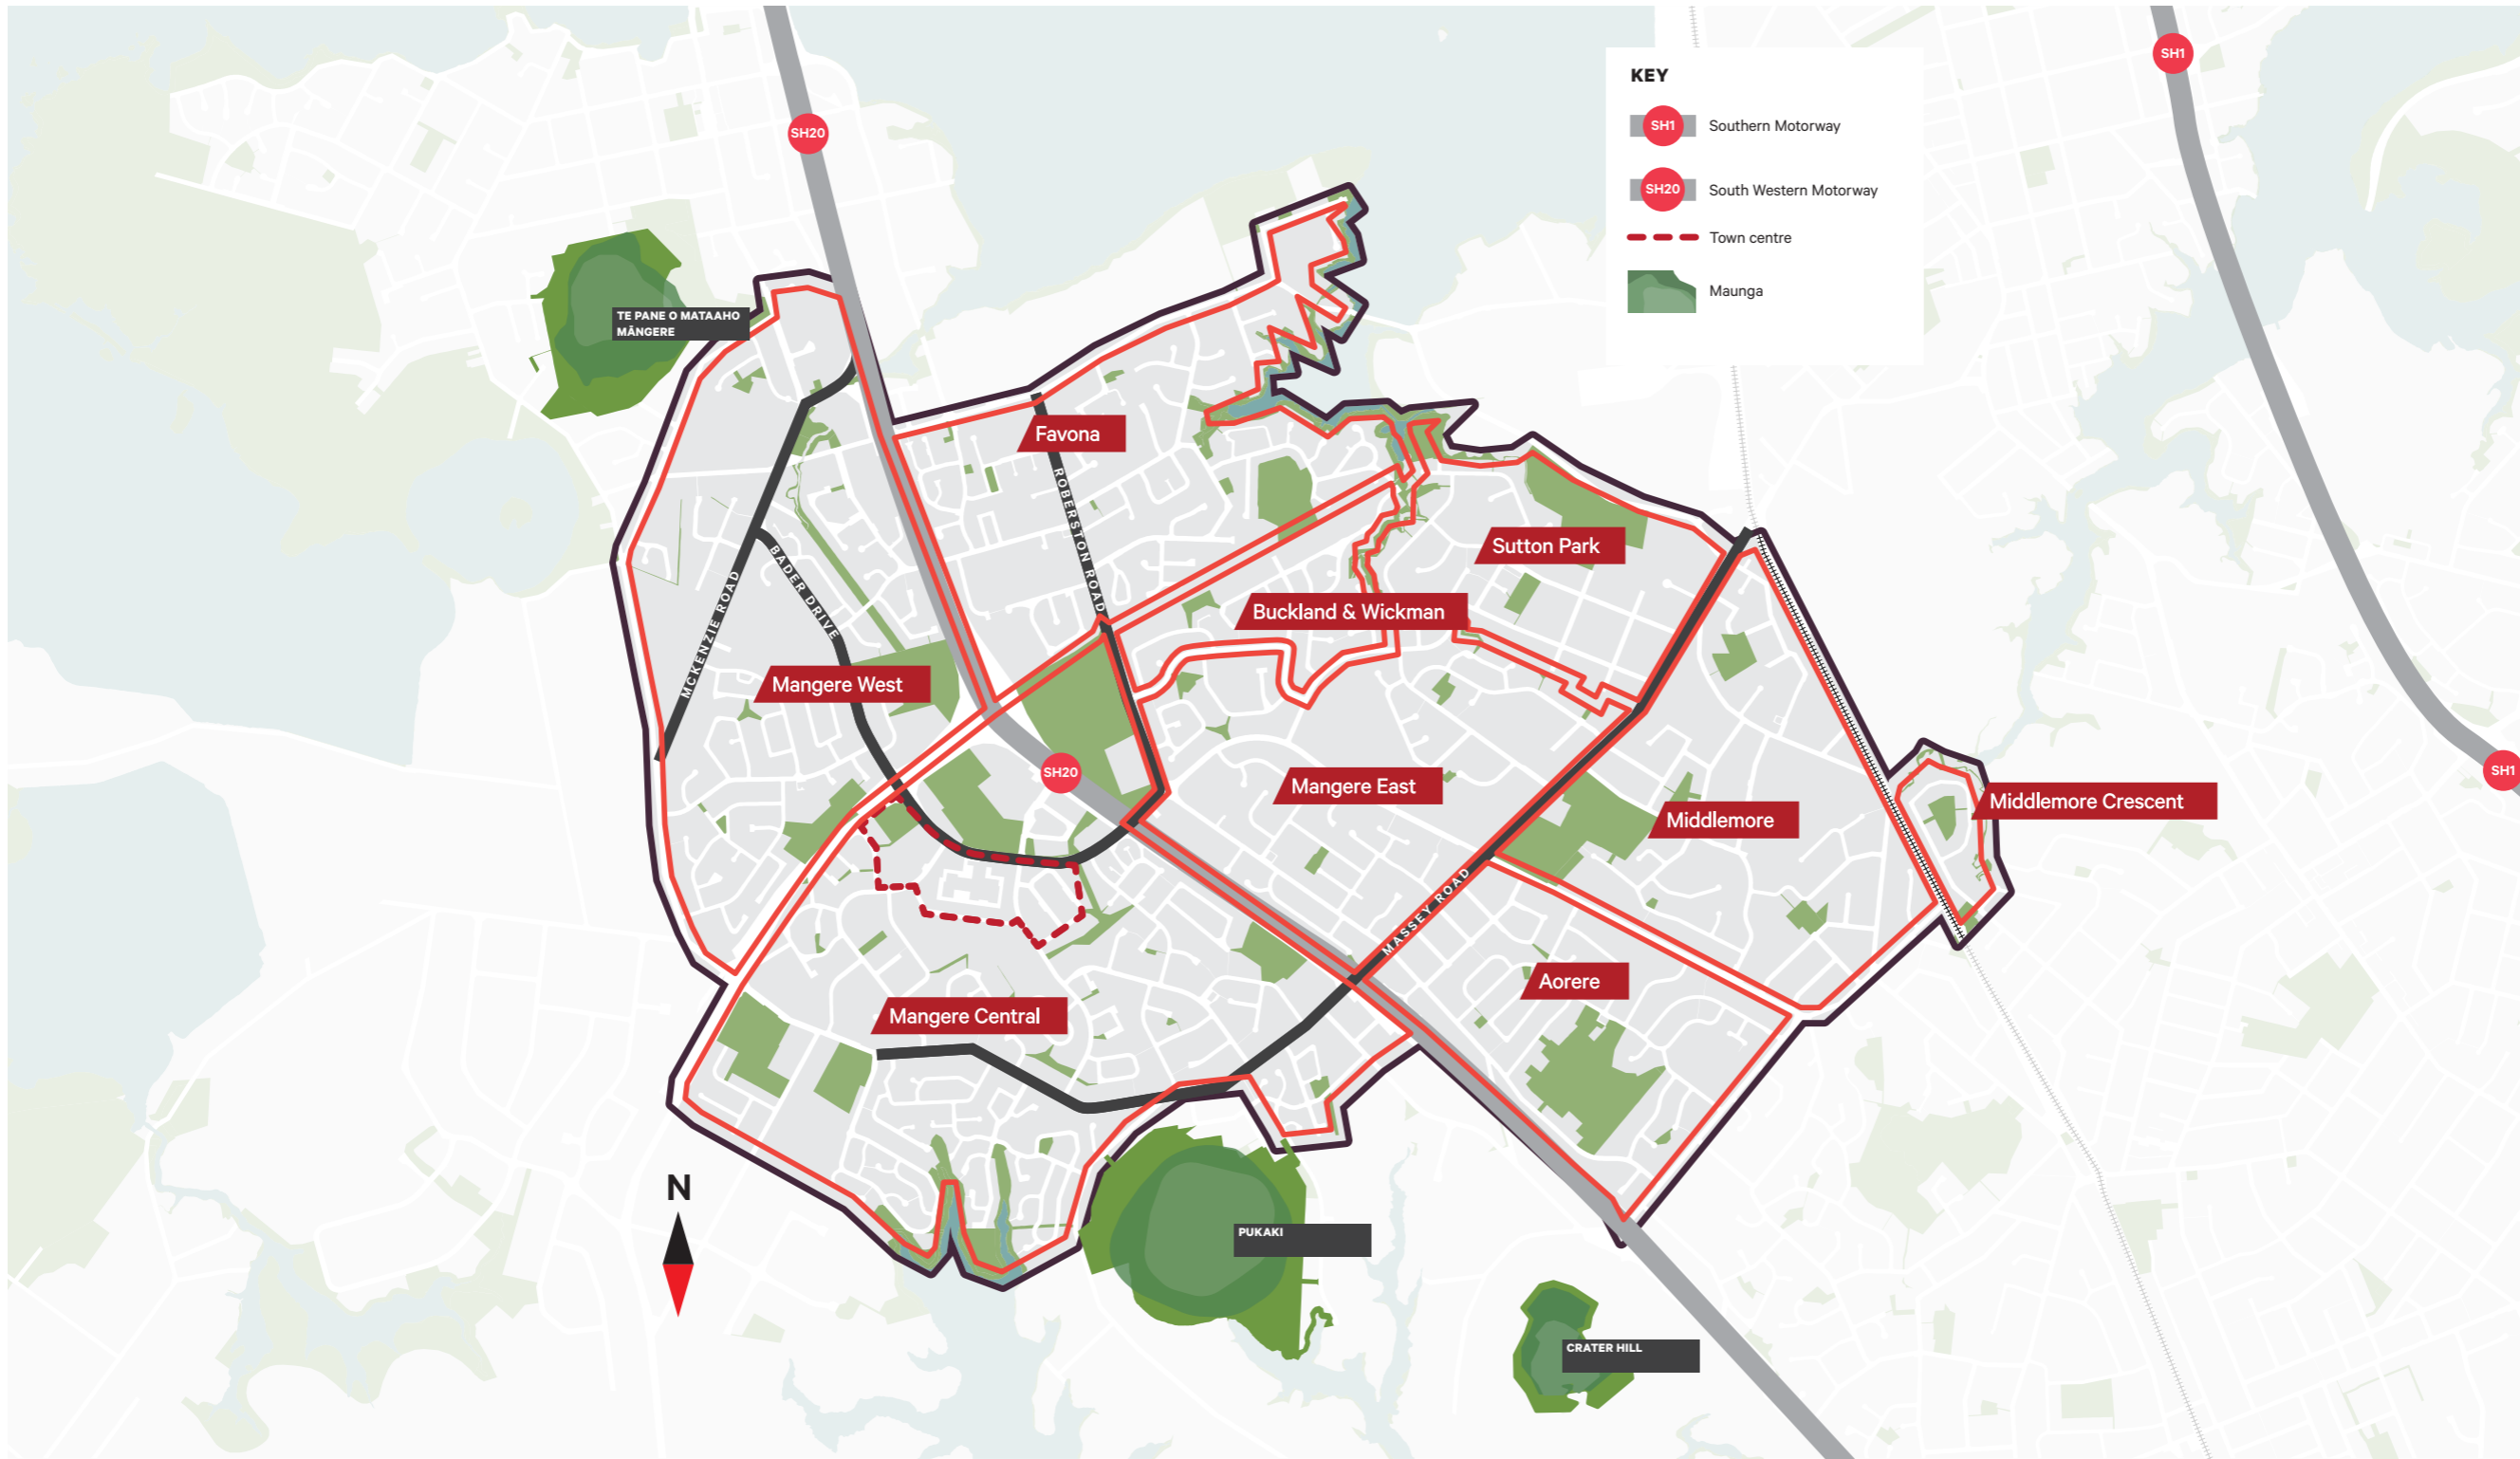 SH1
KEY
SH1 Southern Motorway
SH20
SH20 South Western Motorway
Town centre
Maunga
TE PANE O MATAAHO
MĀNGERE
Favona
ROBERSTON ROAD
Sutton Park
BADER DRIVE
MCKENZIE ROAD
Buckland & Wickman
Mangere West
SH20
SH1
Mangere East
Middlemore Crescent
Middlemore
MASSEY ROAD
Aorere
Mangere Central
N
PUKAKI
CRATER HILL